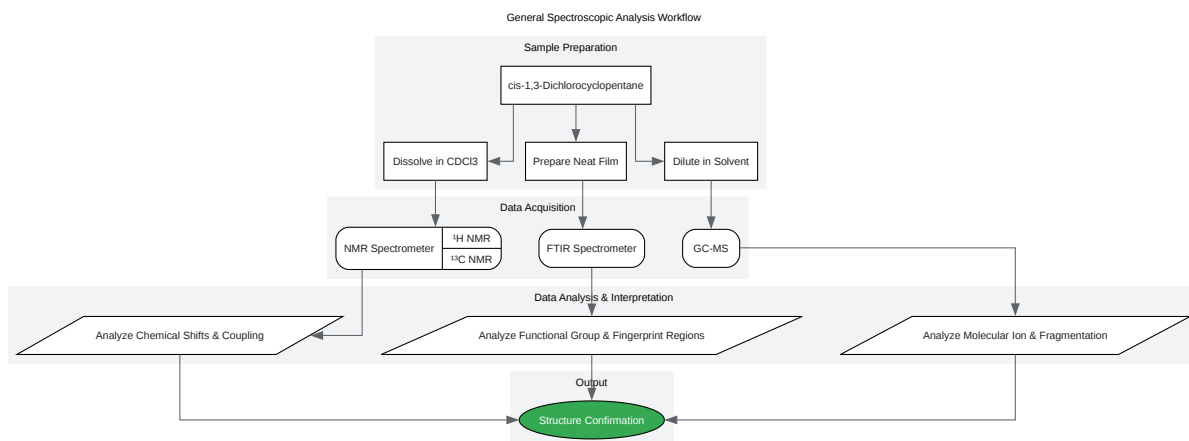 General Spectroscopic Analysis Workflow
Sample Preparation
cis-1,3-Dichlorocyclopentane
Dissolve in CDCl3
Prepare Neat Film
Dilute in Solvent
Data Acquisition
NMR Spectrometer
¹H NMR
¹³C NMR
FTIR Spectrometer
GC-MS
Data Analysis & Interpretation
Analyze Chemical Shifts & Coupling
Analyze Functional Group & Fingerprint Regions
Analyze Molecular Ion & Fragmentation
Output
Structure Confirmation